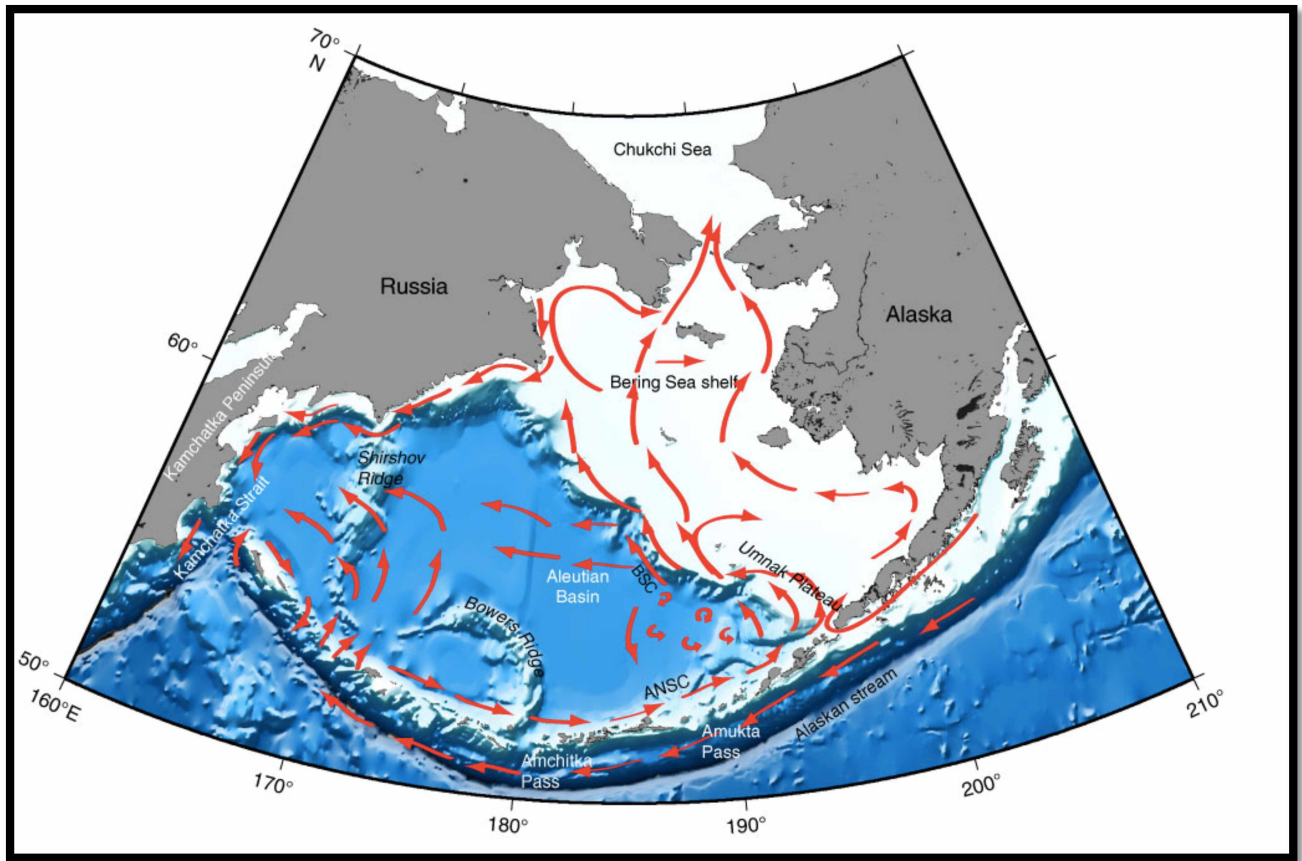 70°
N
Chukchi Sea
Russia
Alaska
60°
Bering Sea shelf
Kamchatka Peninsula
Shirshov
Ridge
Kamchatka Strait
Umnak Plateau
BSC
Aleutian
Basin
Bowers Ridge
50°
160°E
ANSC
Alaskan stream
Amukta
Pass
Amchitka
Pass
210°
200°
170°
190°
180°